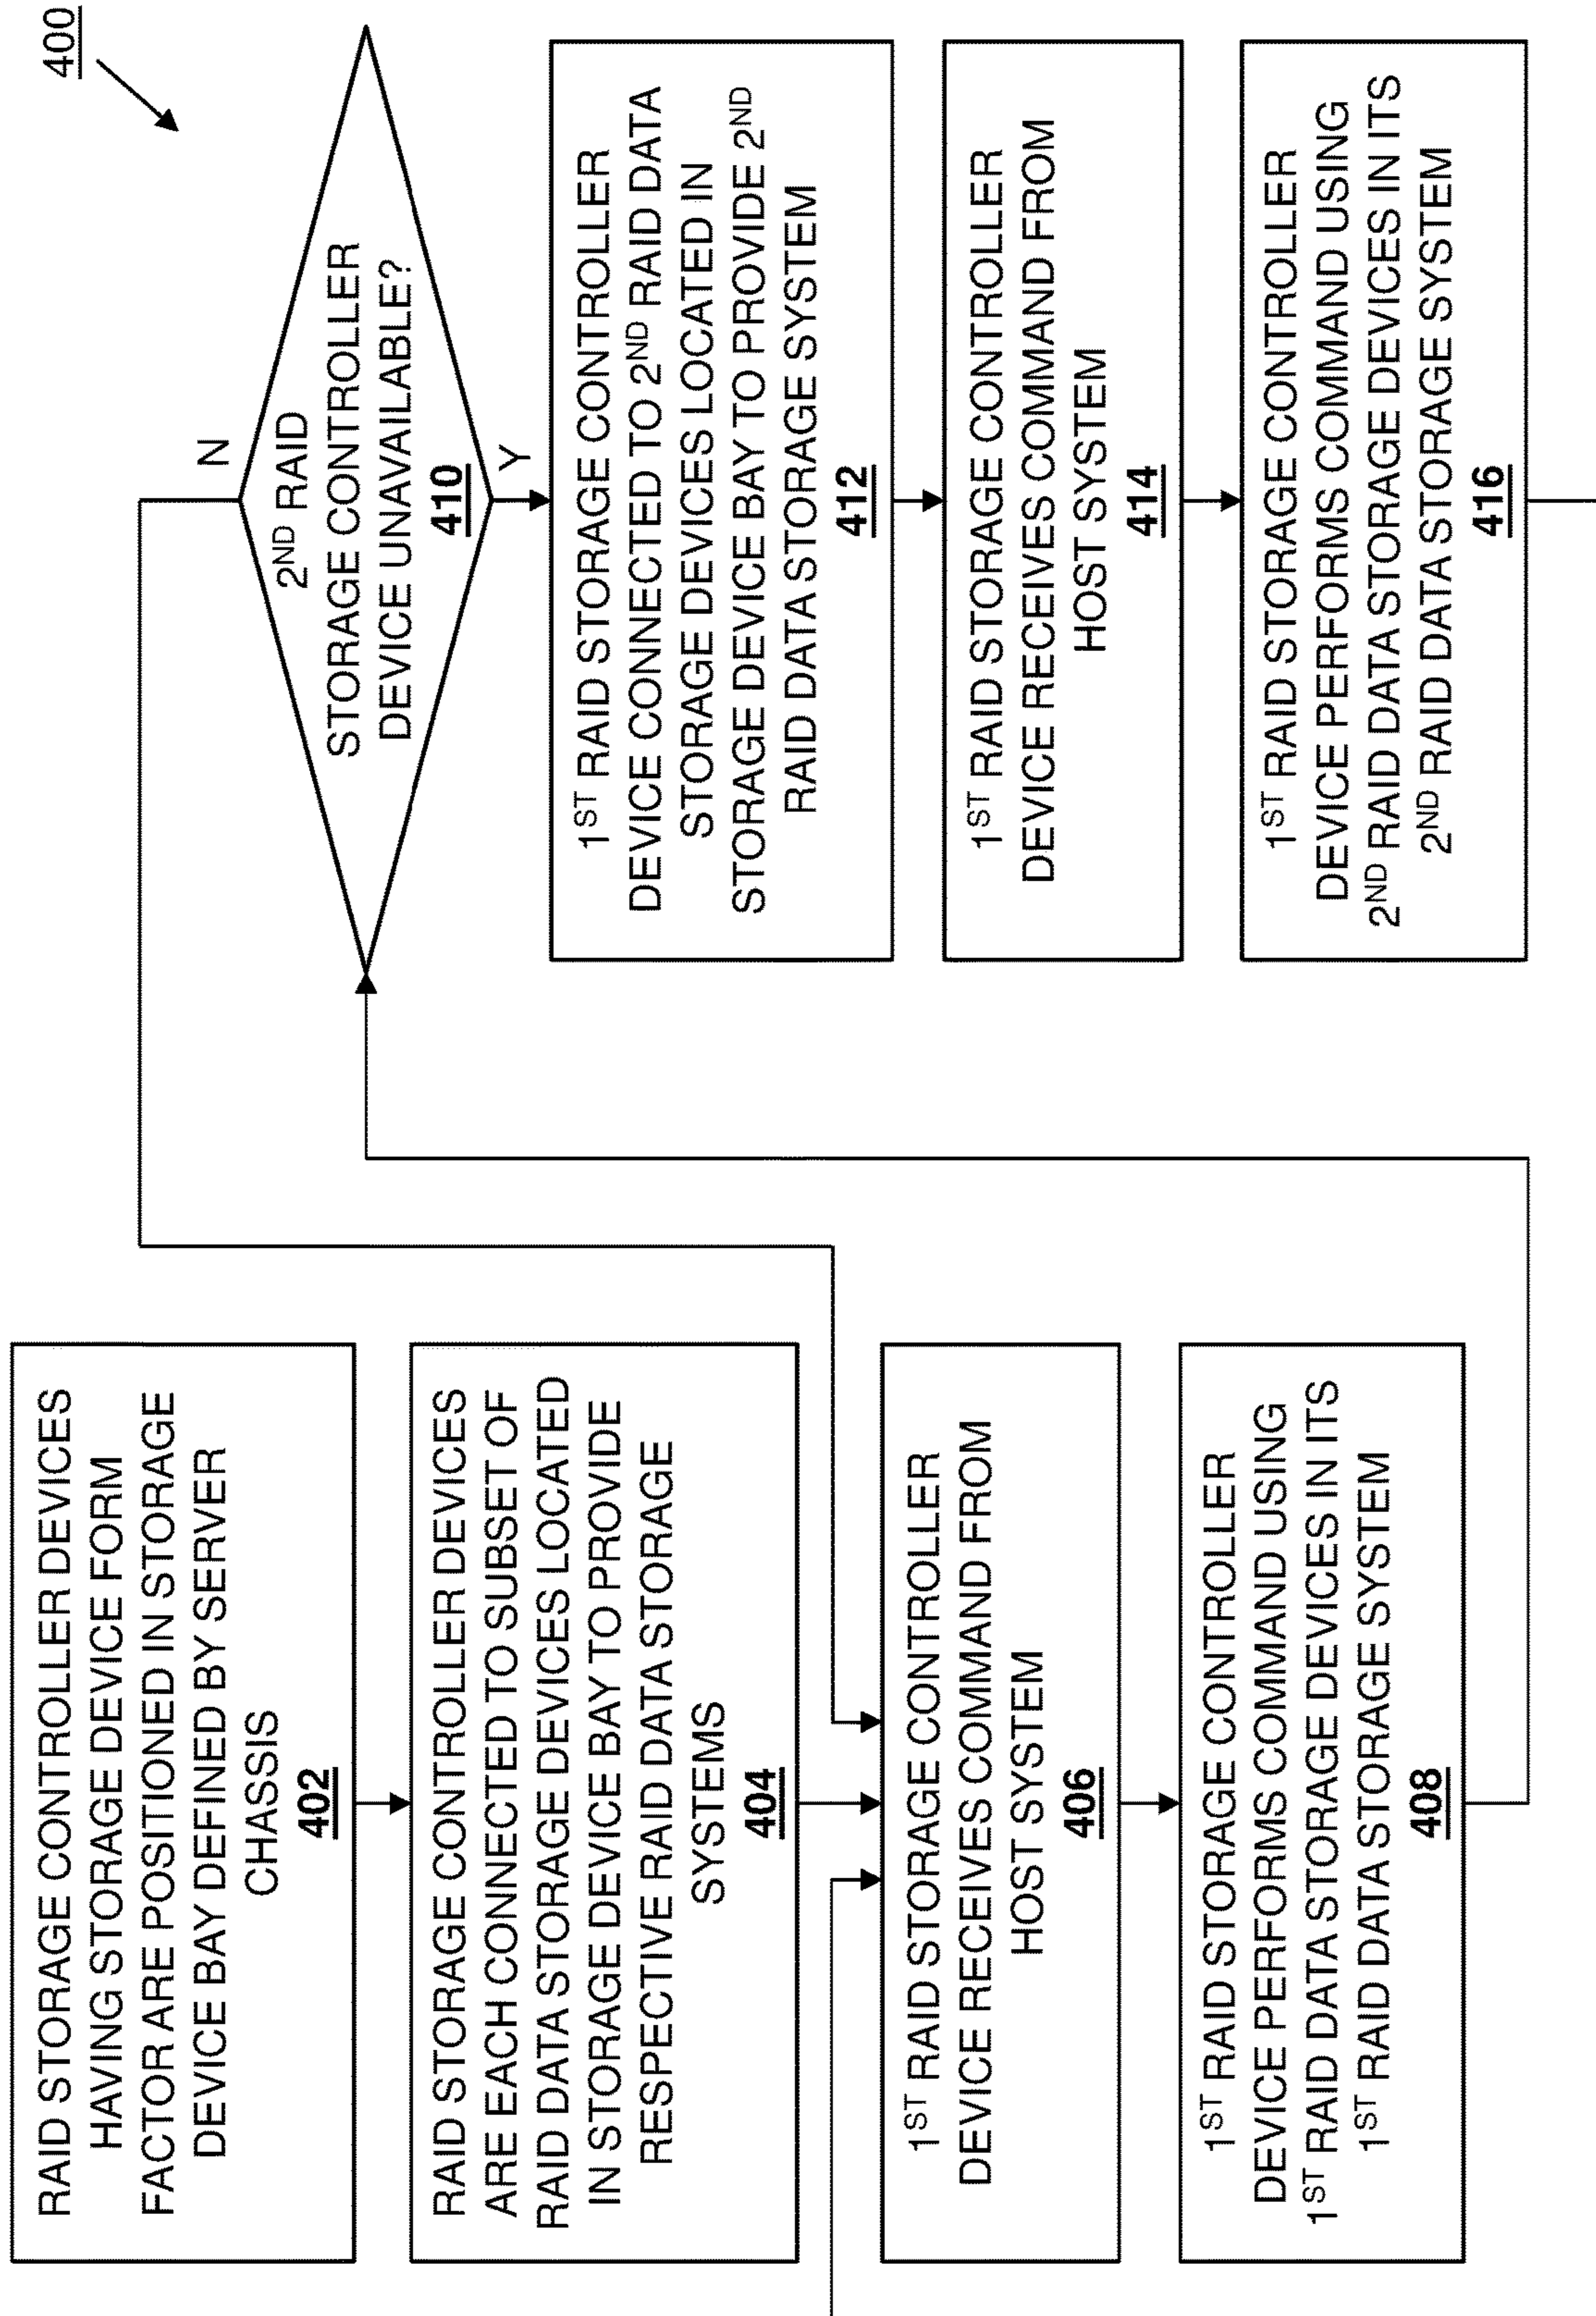 400
RAID STORAGE CONTROLLER DEVICES
HAVING STORAGE DEVICE FORM
FACTOR ARE POSITIONED IN STORAGE
DEVICE BAY DEFINED BY SERVER
CHASSIS
402
RAID STORAGE CONTROLLER DEVICES
ARE EACH CONNECTED TO SUBSET OF
RAID DATA STORAGE DEVICES LOCATED
IN STORAGE DEVICE BAY TO PROVIDE
RESPECTIVE RAID DATA STORAGE
SYSTEMS
404
1ST RAID STORAGE CONTROLLER
DEVICE RECEIVES COMMAND FROM
HOST SYSTEM
406
1ST RAID STORAGE CONTROLLER
DEVICE PERFORMS COMMAND USING
1ST RAID DATA STORAGE DEVICES IN ITS
1ST RAID DATA STORAGE SYSTEM
408
N
2ND RAID
STORAGE CONTROLLER
DEVICE UNAVAILABLE?
410
Y
1ST RAID STORAGE CONTROLLER
DEVICE CONNECTED TO 2ND RAID DATA
STORAGE DEVICES LOCATED IN
STORAGE DEVICE BAY TO PROVIDE 2ND
RAID DATA STORAGE SYSTEM
412
1ST RAID STORAGE CONTROLLER
DEVICE RECEIVES COMMAND FROM
HOST SYSTEM
414
1ST RAID STORAGE CONTROLLER
DEVICE PERFORMS COMMAND USING
2ND RAID DATA STORAGE DEVICES IN ITS
2ND RAID DATA STORAGE SYSTEM
416